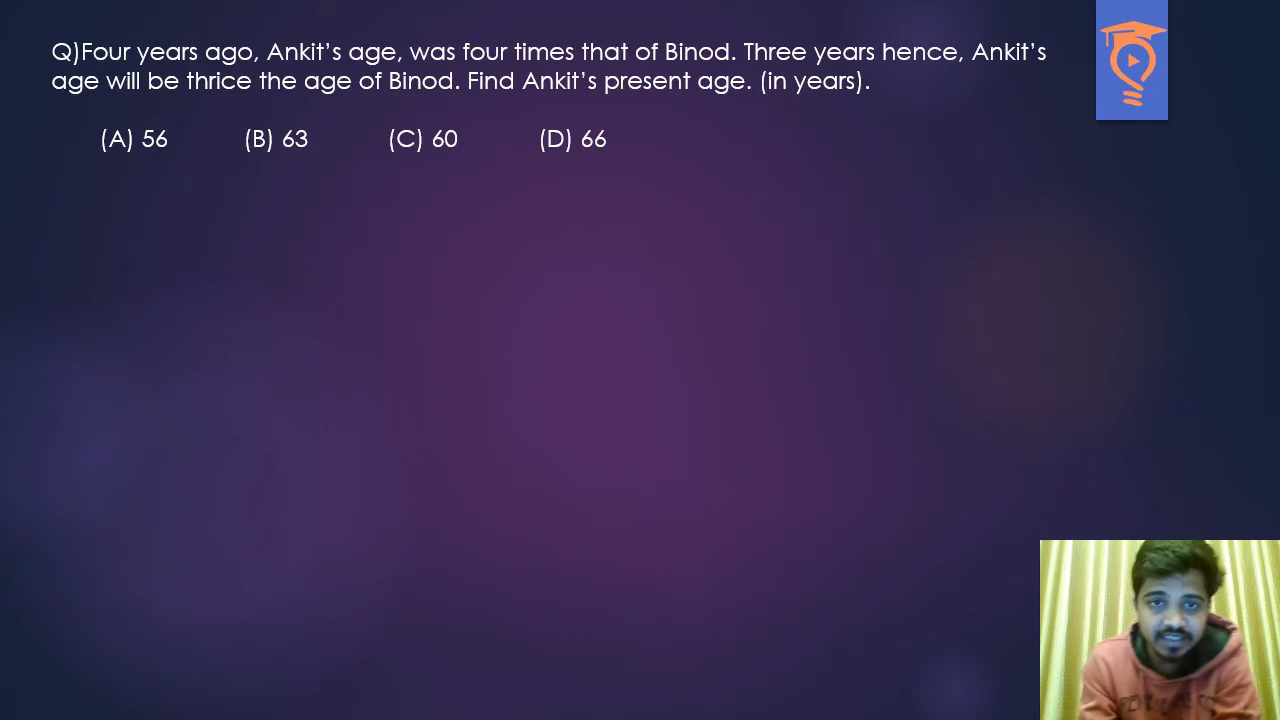 Q)Four years ago, Ankit’s age, was four times that of Binod. Three years hence, Ankit’s
age will be thrice the age of Binod. Find Ankit’s present age. (in years).
(A) 56 (B) 63 (C) 60 (D) 66